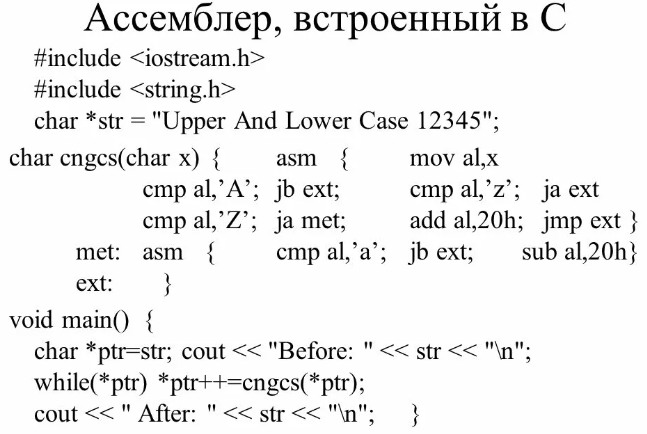 Ассемблер, встроенный в С
#include <iostream.h>
#include <string.h>
char *str = "Upper And Lower Case 12345";
char cngcs(char x) { asm { mov al,x
cmp al,’A’; jb ext; cmp al,’z’; ja ext
cmp al,’Z’; ja met; add al,20h; jmp ext }
met: asm { cmp al,’a’; jb ext; sub al,20h}
ext: }
void main() {
char *ptr=str; cout << "Before: " << str << "\n";
while(*ptr) *ptr++=cngcs(*ptr);
cout << " After: " << str << "\n"; }